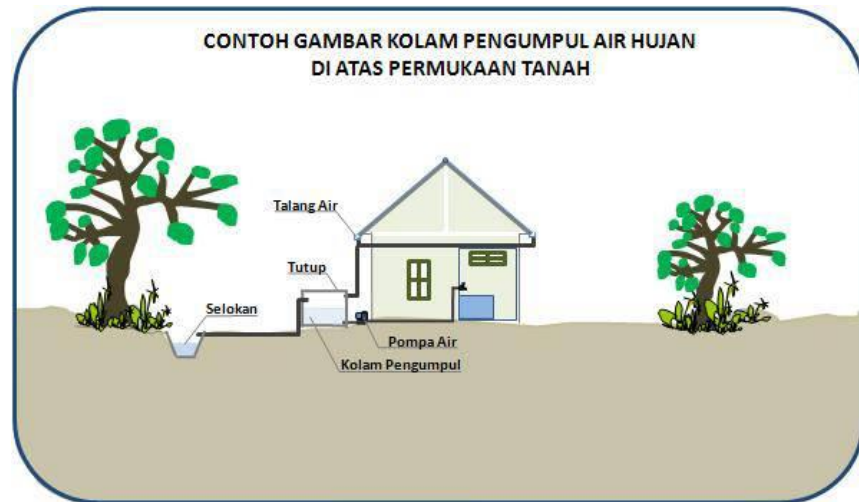 CONTOH GAMBAR KOLAM PENGUMPUL AIR HUJAN
DI ATAS PERMUKAAN TANAH
Talang Air
Tutup
Selokan
Pompa Air
Kolam Pengumpul